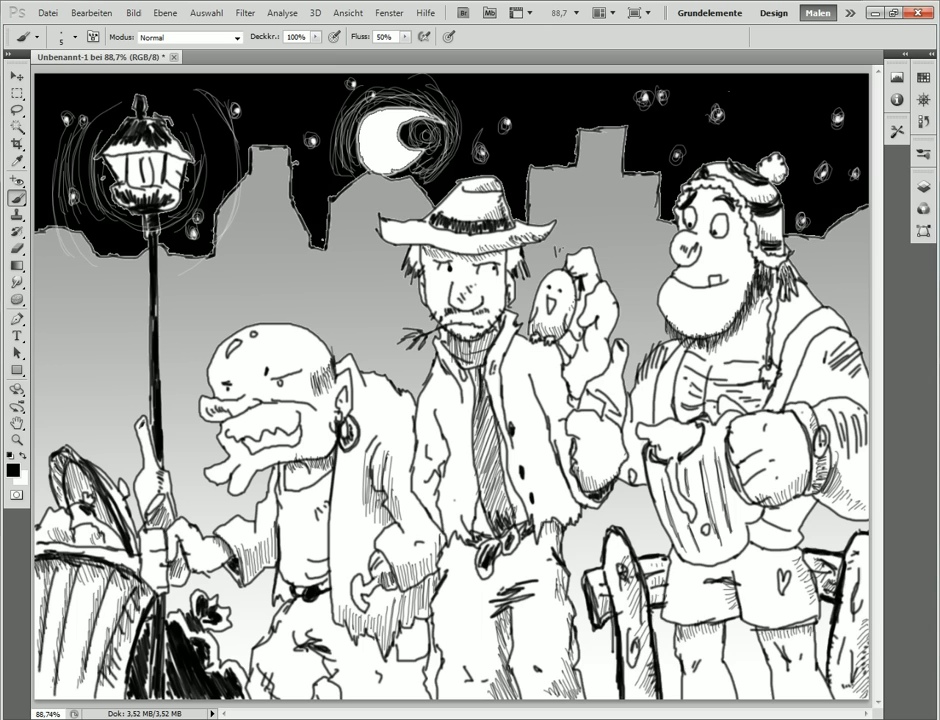 Ps Datei Bearbeiten Bild Ebene Auswahl Filter Analyse 3D Ansicht Fenster Hilfe Br Mb 88,7 Grundelemente Design Malen
5 Modus: Normal Deckkr.: 100% Fluss: 50%
Unbenannt-1 bei 88,7% (RGB/8) *
88,74% Dok: 3,52 MB/3,52 MB